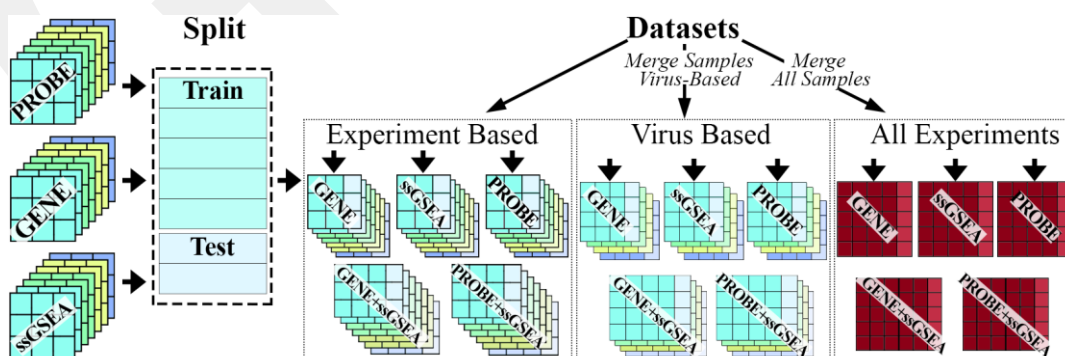 Split
PROBE
GENE
ssGSEA
Train
Test
Datasets
Merge Samples
Virus-Based
Merge
All Samples
Experiment Based
GENE
ssGSEA
PROBE
GENE+ssGSEA
PROBE+ssGSEA
Virus Based
GENE
ssGSEA
PROBE
GENE+ssGSEA
PROBE+ssGSEA
All Experiments
GENE
ssGSEA
PROBE
GENE+ssGSEA
PROBE+ssGSEA